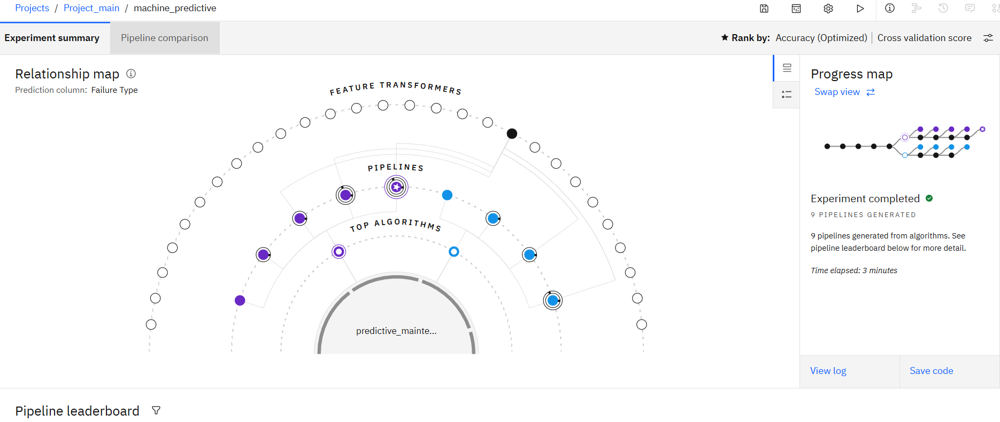 Projects / Project_main / machine_predictive
Experiment summary
Pipeline comparison
Rank by: Accuracy (Optimized) | Cross validation score
Relationship map
Prediction column: Failure Type
FEATURE TRANSFORMERS
PIPELINES
TOP ALGORITHMS
predictive_mainte...
Progress map
Swap view
Experiment completed
9 PIPELINES GENERATED
9 pipelines generated from algorithms. See
pipeline leaderboard below for more detail.
Time elapsed: 3 minutes
View log
Save code
Pipeline leaderboard